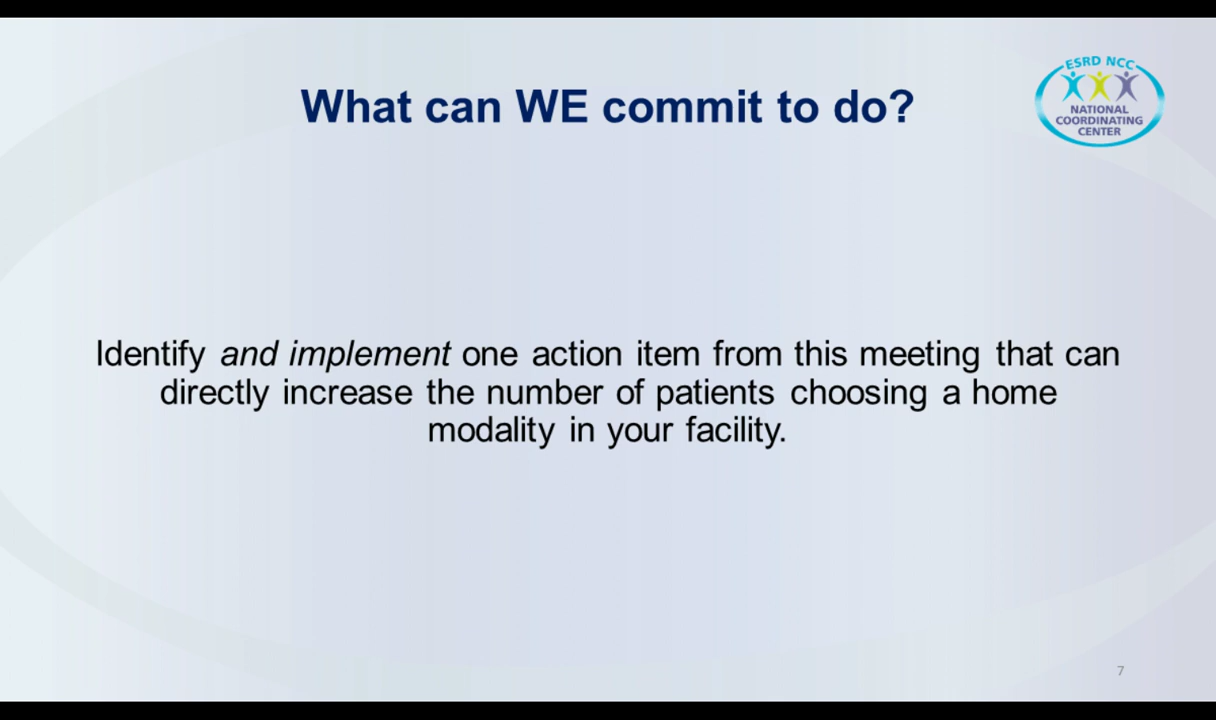 What can WE commit to do?
ESRD NCC
NATIONAL
COORDINATING
CENTER
Identify and implement one action item from this meeting that can
directly increase the number of patients choosing a home
modality in your facility.
7